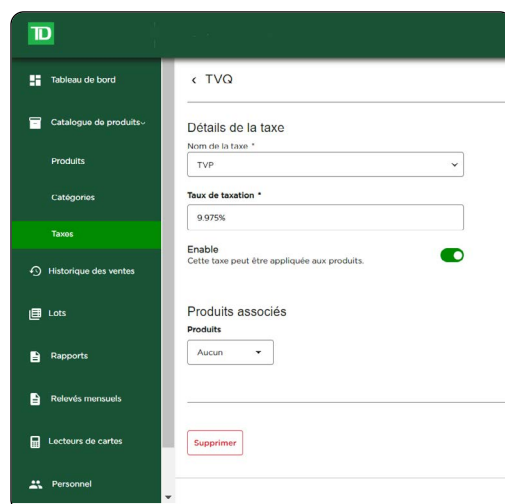 TD
Tableau de bord
Catalogue de produits
Produits
Catégories
Taxes
Historique des ventes
Lots
Rapports
Relevés mensuels
Lecteurs de cartes
Personnel
‹ TVQ
Détails de la taxe
Nom de la taxe *
TVP
Taux de taxation *
9.975%
Enable
Cette taxe peut être appliquée aux produits.
Produits associés
Produits
Aucun
Supprimer